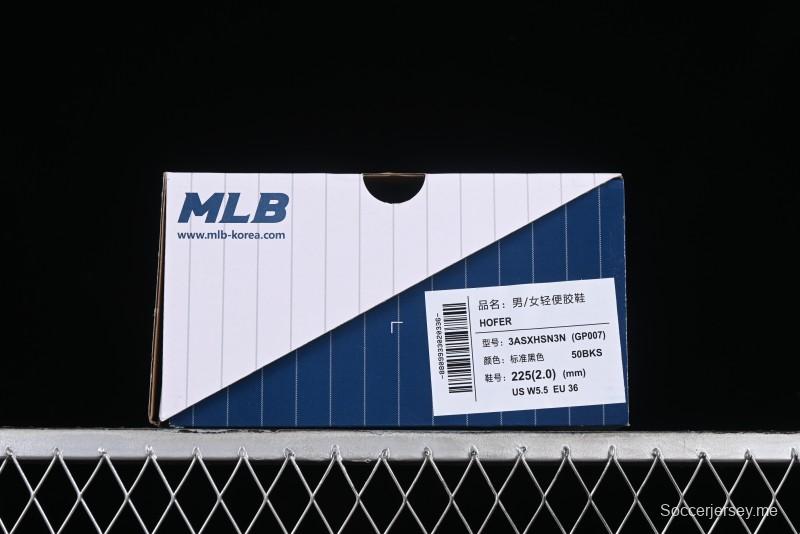 MLB
www.mlb-korea.com
品名：男/女轻便胶鞋
HOFER
型号：3ASXHSN3N (GP007)
颜色：标准黑色 50BKS
鞋号：225(2.0) (mm)
US W5.5 EU 36
Soccerjersey.me